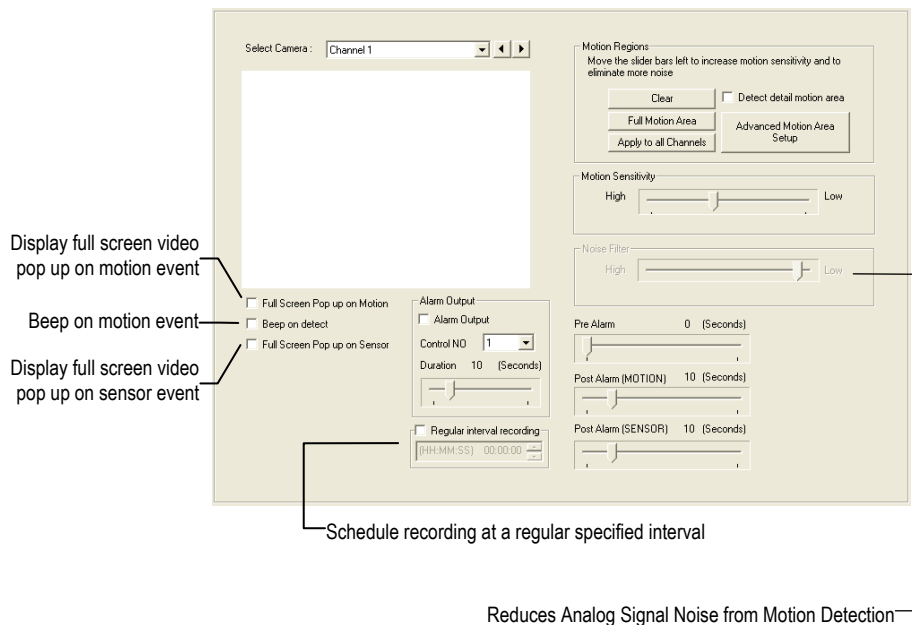 Select Camera :
Channel 1
Motion Regions
Move the slider bars left to increase motion sensitivity and to
eliminate more noise
Clear
Detect detail motion area
Full Motion Area
Advanced Motion Area
Setup
Apply to all Channels
Motion Sensitivity
High
Low
Noise Filter
High
Low
Display full screen video
pop up on motion event
Beep on motion event
Display full screen video
pop up on sensor event
Full Screen Pop up on Motion
Beep on detect
Full Screen Pop up on Sensor
Alarm Output
Alarm Output
Control NO
1
Duration 10 (Seconds)
Regular interval recording
(HH:MM:SS) 00:00:00
Pre Alarm 0 (Seconds)
Post Alarm (MOTION) 10 (Seconds)
Post Alarm (SENSOR) 10 (Seconds)
Schedule recording at a regular specified interval
Reduces Analog Signal Noise from Motion Detection